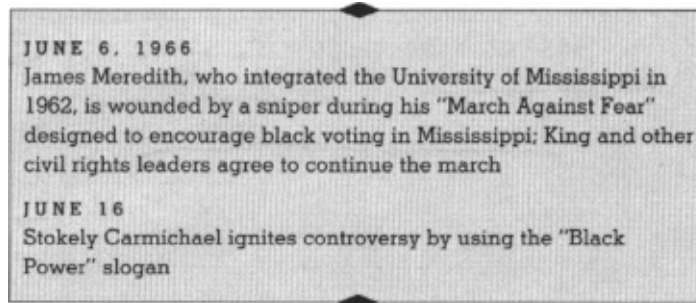 JUNE 6, 1966
James Meredith, who integrated the University of Mississippi in
1962, is wounded by a sniper during his "March Against Fear"
designed to encourage black voting in Mississippi; King and other
civil rights leaders agree to continue the march
JUNE 16
Stokely Carmichael ignites controversy by using the "Black
Power" slogan